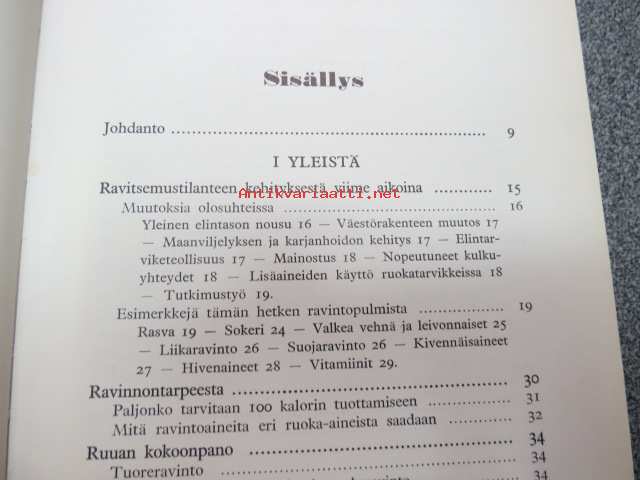 Sisällys
Johdanto ........................................................ 9
I YLEISTÄ
Ravitsemustilanteen kehityksestä viime aikoina ............ 15
Antikvariaatti.net
Muutoksia olosuhteissa ........................................ 16
Yleinen elintason nousu 16 — Väestörakenteen muutos 17
— Maanviljelyksen ja karjanhoidon kehitys 17 — Elintar-
viketeollisuus 17 — Mainostus 18 — Nopeutuneet kulku-
yhteydet 18 — Lisäaineiden käyttö ruokatarvikkeissa 18
— Tutkimustyö 19.
Esimerkkejä tämän hetken ravintopulmista ................ 19
Rasva 19 — Sokeri 24 — Valkea vehnä ja leivonnaiset 25
— Liikaravinto 26 — Suojaravinto 26 — Kivennäisaineet
27 — Hivenaineet 28 — Vitamiinit 29.
Ravinnontarpeesta ................................................ 30
Paljonko tarvitaan 100 kalorin tuottamiseen ................ 31
Mitä ravintoaineita eri ruoka-aineista saadaan ............ 32
Ruuan kokoonpano ................................................ 34
Tuoreravinto ........................................................ 34
34